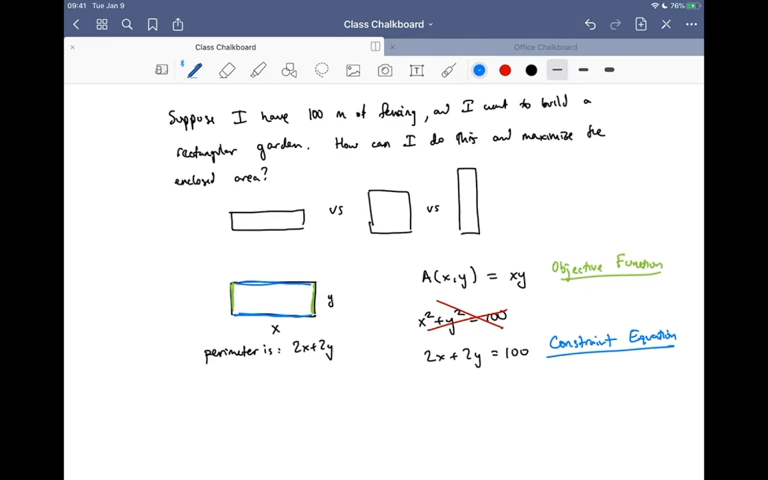 09:41 Tue Jan 9
76%
Class Chalkboard
Class Chalkboard
Office Chalkboard
T
Suppose I have 100 m of fencing, and I want to build a
rectangular garden. How can I do this and maximize the
enclosed area?
vs
vs
y
x
perimeter is: 2x+2y
A(x,y) = xy
Objective Function
x²+y² = 100
2x + 2y = 100
Constraint Equation